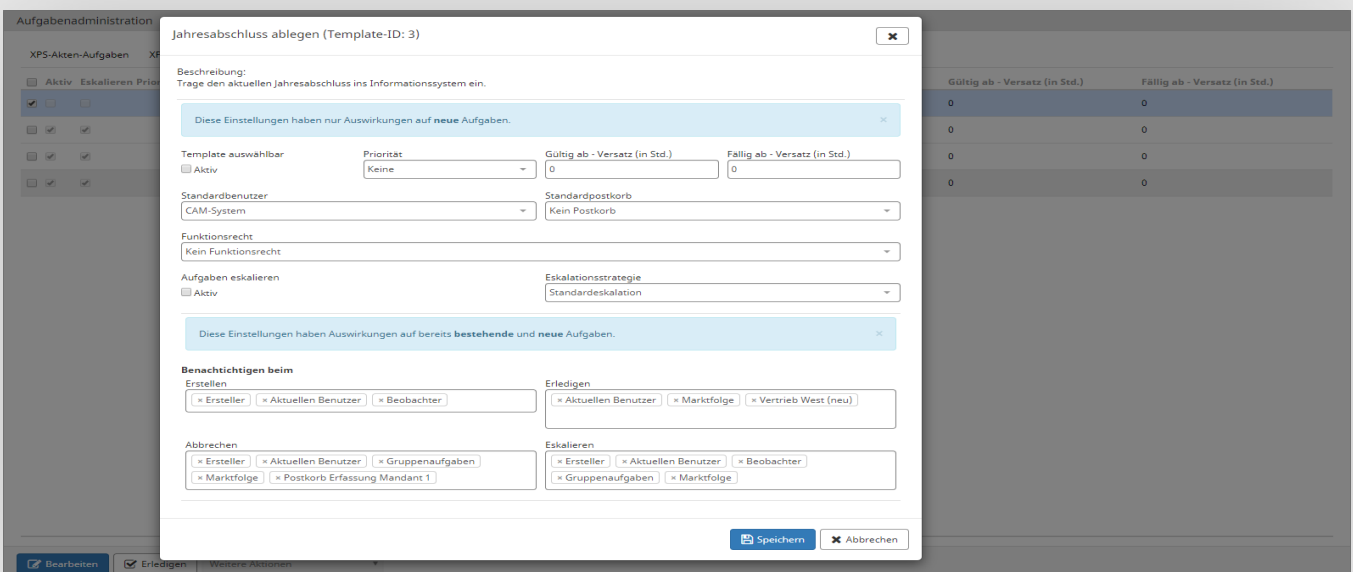 Aufgabenadministration
Jahresabschluss ablegen (Template-ID: 3)
XPS-Akten-Aufgaben
Beschreibung:
Trage den aktuellen Jahresabschluss ins Informationssystem ein.
Aktiv Eskalieren Gültig ab - Versatz (in Std.) Fällig ab - Versatz (in Std.)
0 0
Diese Einstellungen haben nur Auswirkungen auf neue Aufgaben. ×
0 0
Template auswählbar Priorität Gültig ab - Versatz (in Std.) Fällig ab - Versatz (in Std.)
Aktiv Keine 0 0
0 0
0 0
Standardbenutzer Standardpostkorb
CAM-System Kein Postkorb
Funktionsrecht
Kein Funktionsrecht
Aufgaben eskalieren Eskalationsstrategie
Aktiv Standardeskalation
Diese Einstellungen haben Auswirkungen auf bereits bestehende und neue Aufgaben. ×
Benachtichtigen beim
Erstellen Erledigen
× Ersteller × Aktuellen Benutzer × Beobachter × Aktuellen Benutzer × Marktfolge × Vertrieb West (neu)
Abbrechen Eskalieren
× Ersteller × Aktuellen Benutzer × Gruppenaufgaben × Ersteller × Aktuellen Benutzer × Beobachter
× Marktfolge × Postkorb Erfassung Mandant 1 × Gruppenaufgaben × Marktfolge
Speichern Abbrechen
Bearbeiten Erledigen Weitere Aktionen